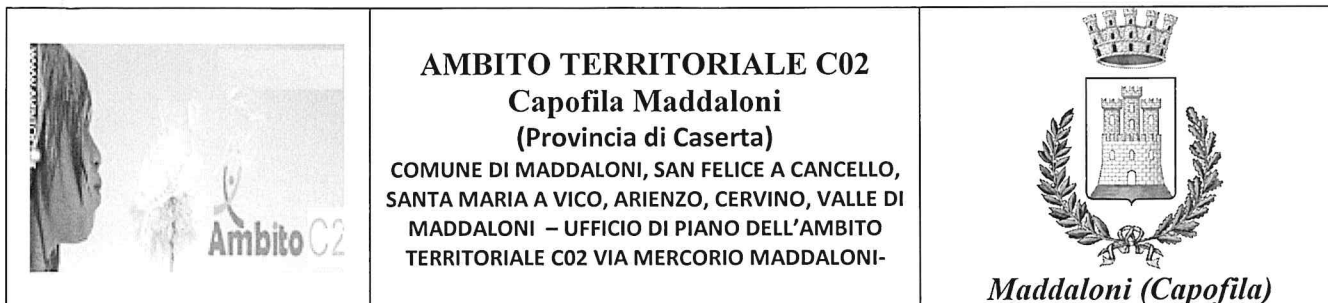 Ambito C2
AMBITO TERRITORIALE C02
Capofila Maddaloni
(Provincia di Caserta)
COMUNE DI MADDALONI, SAN FELICE A CANCELLO,
SANTA MARIA A VICO, ARIENZO, CERVINO, VALLE DI
MADDALONI – UFFICIO DI PIANO DELL'AMBITO
TERRITORIALE C02 VIA MERCORIO MADDALONI-
Maddaloni (Capofila)